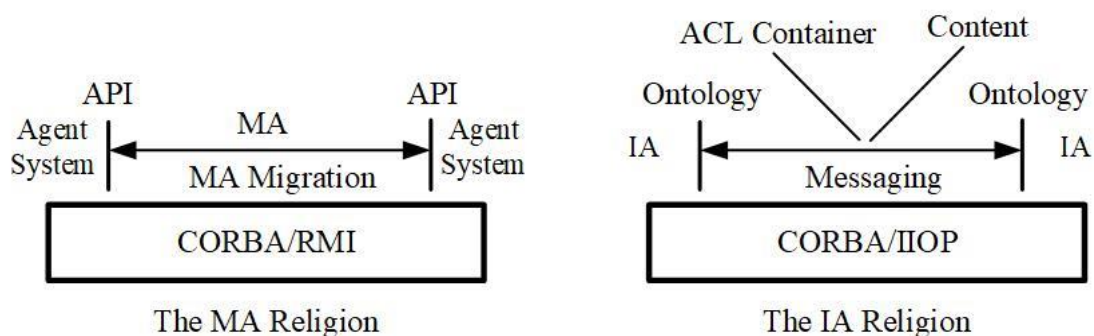 API
API
Agent
System
MA
MA Migration
Agent
System
CORBA/RMI
The MA Religion
ACL Container
Content
Ontology
Ontology
IA
IA
Messaging
CORBA/IIOP
The IA Religion